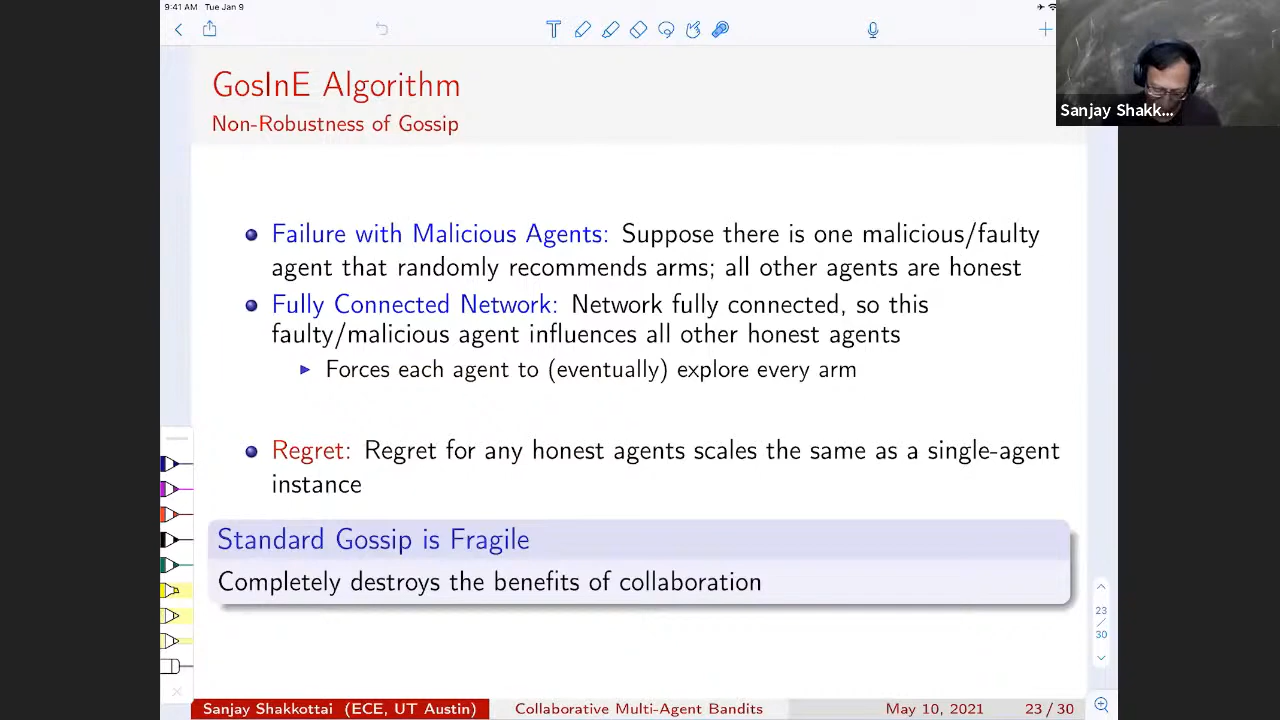 9:41 AM Tue Jan 9
Sanjay Shakk...
GosInE Algorithm
Non-Robustness of Gossip
Failure with Malicious Agents: Suppose there is one malicious/faulty
agent that randomly recommends arms; all other agents are honest
Fully Connected Network: Network fully connected, so this
faulty/malicious agent influences all other honest agents
Forces each agent to (eventually) explore every arm
Regret: Regret for any honest agents scales the same as a single-agent
instance
Standard Gossip is Fragile
Completely destroys the benefits of collaboration
23
/
30
Sanjay Shakkottai (ECE, UT Austin) Collaborative Multi-Agent Bandits May 10, 2021 23 / 30